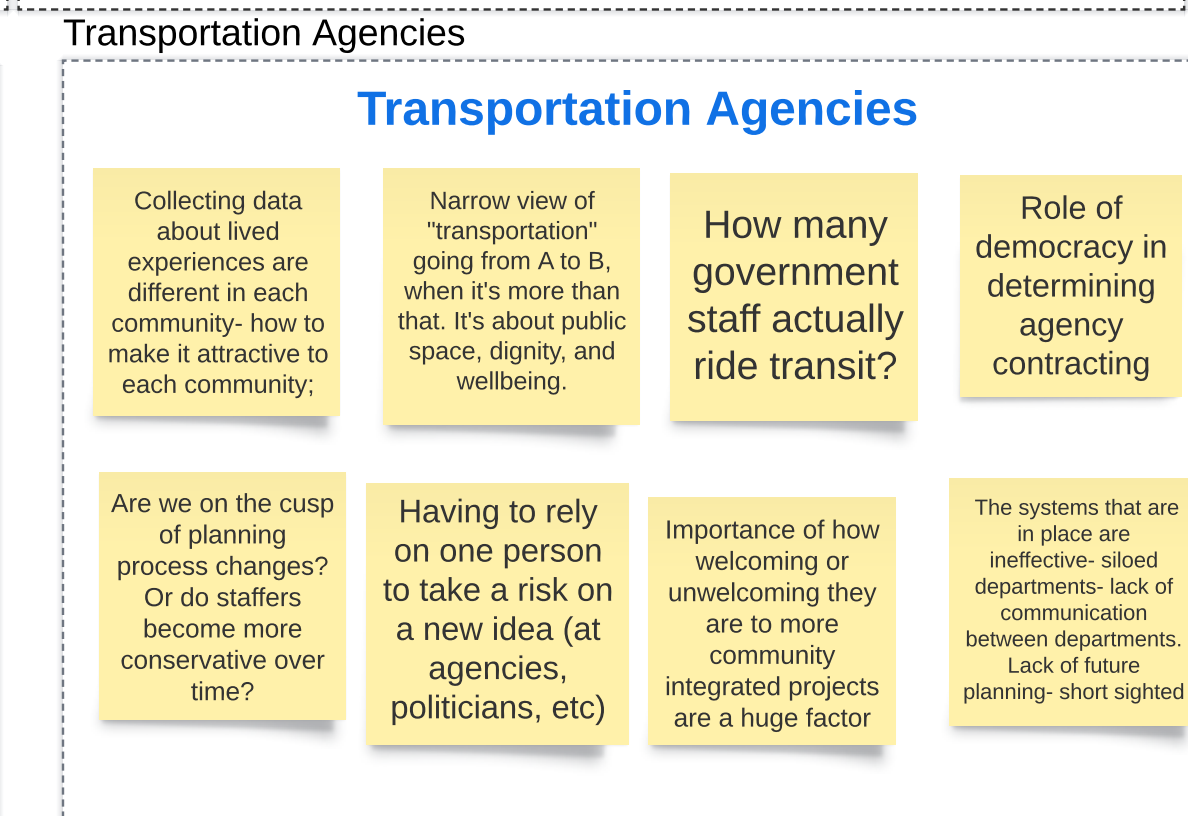 Transportation Agencies
Transportation Agencies
Collecting data
about lived
experiences are
different in each
community- how to
make it attractive to
each community;
Narrow view of
"transportation"
going from A to B,
when it's more than
that. It's about public
space, dignity, and
wellbeing.
How many
government
staff actually
ride transit?
Role of
democracy in
determining
agency
contracting
Are we on the cusp
of planning
process changes?
Or do staffers
become more
conservative over
time?
Having to rely
on one person
to take a risk on
a new idea (at
agencies,
politicians, etc)
Importance of how
welcoming or
unwelcoming they
are to more
community
integrated projects
are a huge factor
The systems that are
in place are
ineffective- siloed
departments- lack of
communication
between departments.
Lack of future
planning- short sighted